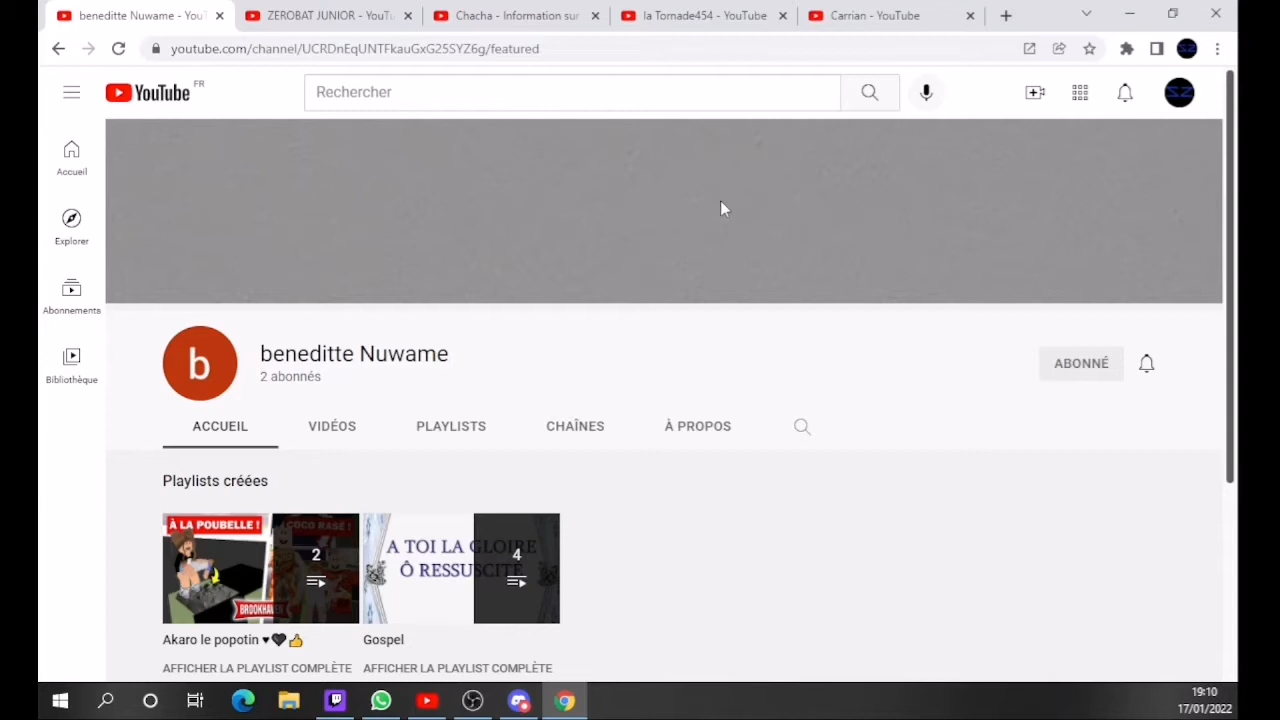 beneditte Nuwame - YouT
ZEROBAT JUNIOR - YouTu
Chacha - Information sur
la Tornade454 - YouTube
Carrian - YouTube
youtube.com/channel/UCRDnEqUNTFkauGxG25SYZ6g/featured
YouTube FR
Rechercher
SZ
Accueil
Explorer
Abonnements
Bibliothèque
b
beneditte Nuwame
2 abonnés
ABONNÉ
ACCUEIL VIDÉOS PLAYLISTS CHAÎNES À PROPOS
Playlists créées
À LA POUBELLE !
COCO RASÉ !
2
BROOKHAVEN
A TOI LA GLOIRE
Ô RESSUSCITÉ
4
Akaro le popotin ♥🖤👍
Gospel
AFFICHER LA PLAYLIST COMPLÈTE
AFFICHER LA PLAYLIST COMPLÈTE
19:10
17/01/2022